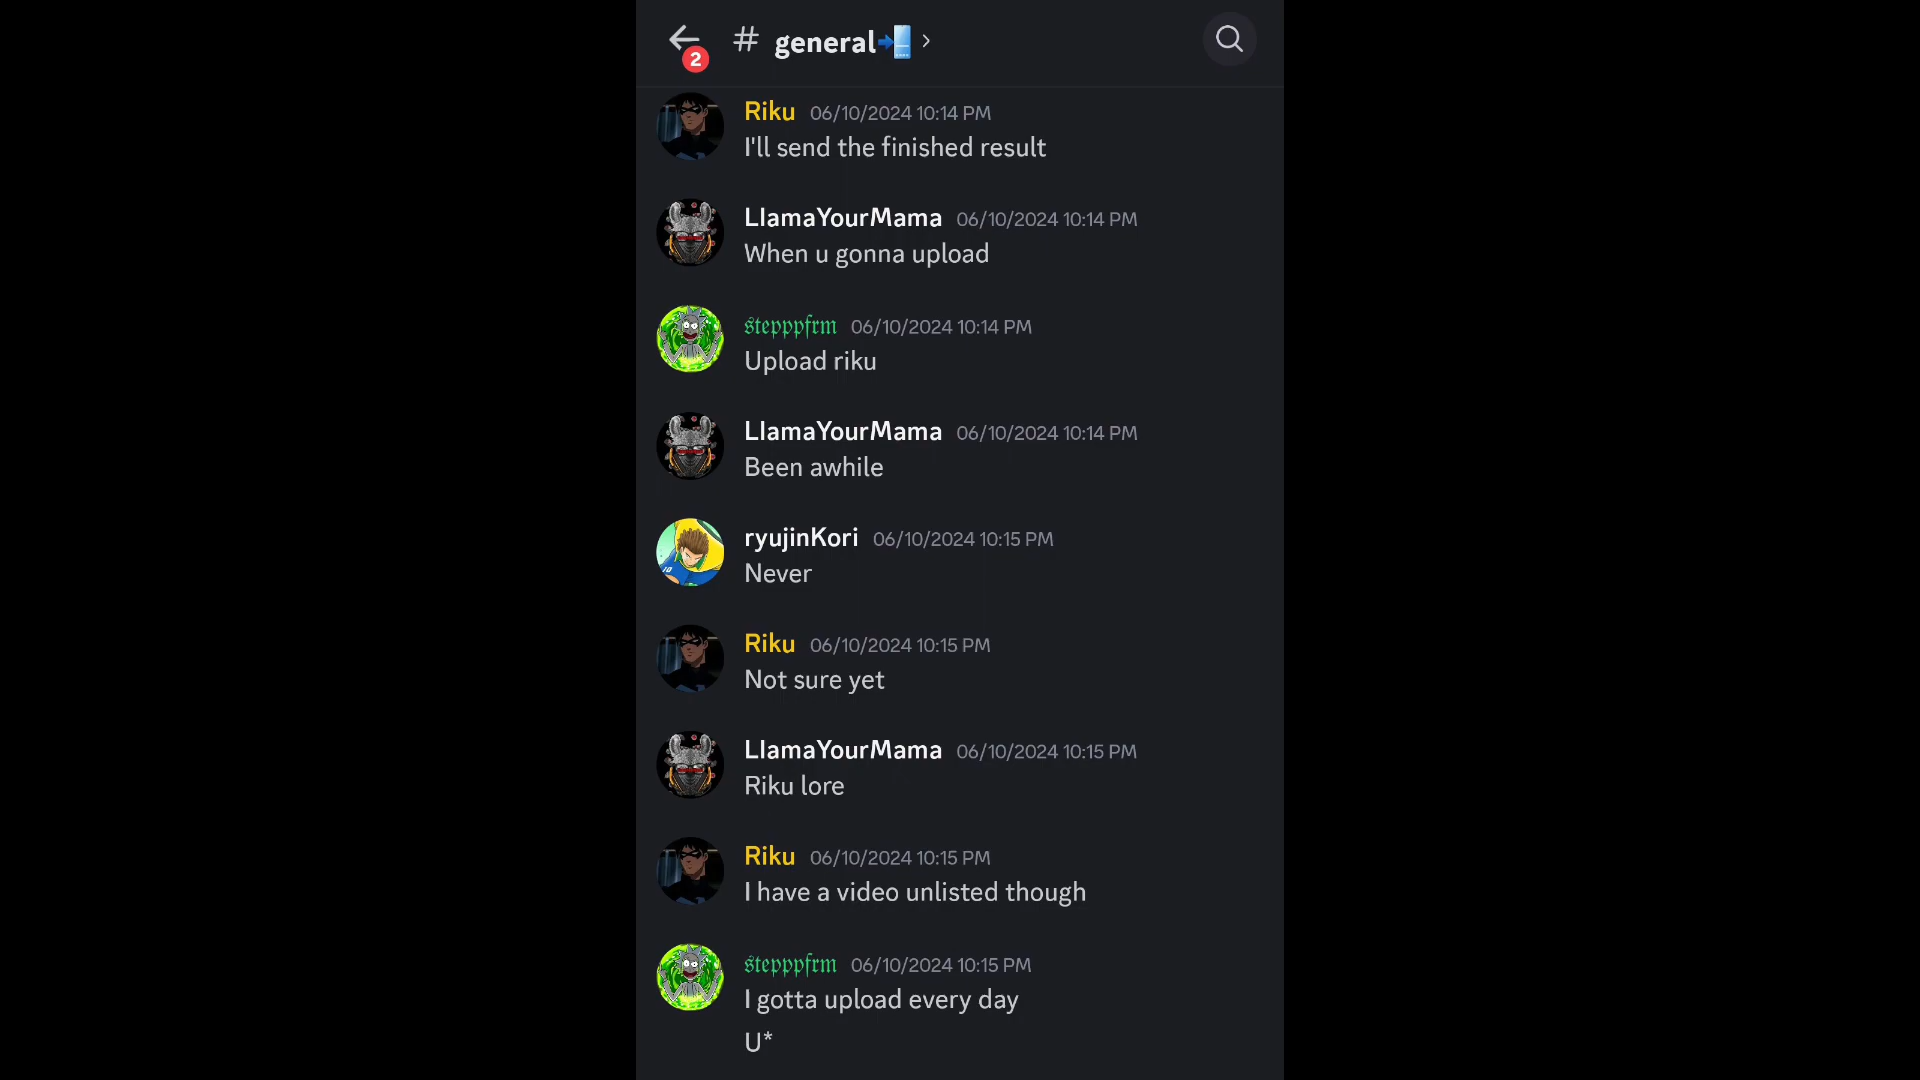 2
# general📲 ›
Riku 06/10/2024 10:14 PM
I'll send the finished result
LlamaYourMama 06/10/2024 10:14 PM
When u gonna upload
𝔰𝔱𝔢𝔭𝔭𝔭𝔣𝔯𝔪 06/10/2024 10:14 PM
Upload riku
LlamaYourMama 06/10/2024 10:14 PM
Been awhile
ryujinKori 06/10/2024 10:15 PM
Never
Riku 06/10/2024 10:15 PM
Not sure yet
LlamaYourMama 06/10/2024 10:15 PM
Riku lore
Riku 06/10/2024 10:15 PM
I have a video unlisted though
𝔰𝔱𝔢𝔭𝔭𝔭𝔣𝔯𝔪 06/10/2024 10:15 PM
I gotta upload every day
U*